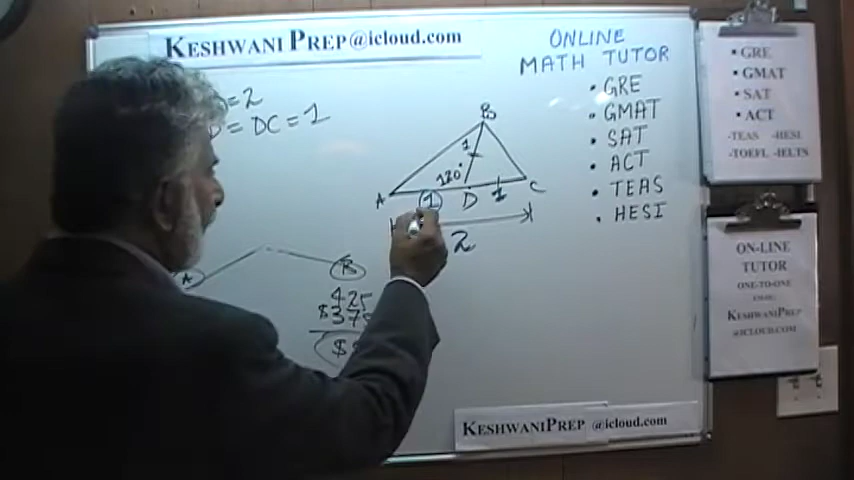 KESHWANI PREP@icloud.com
=2
D = DC = 1
B
1
120°
A
1
D
1
C
2
A
B
425
$37
$
ONLINE
MATH TUTOR
• GRE
• GMAT
• SAT
• ACT
• TEAS
• HESI
KESHWANIPREP @icloud.com
• GRE
• GMAT
• SAT
• ACT
-TEAS -HESI
-TOEFL -IELTS
ON-LINE
TUTOR
ONE-TO-ONE
KESHWANIPREP
@ICLOUD.COM